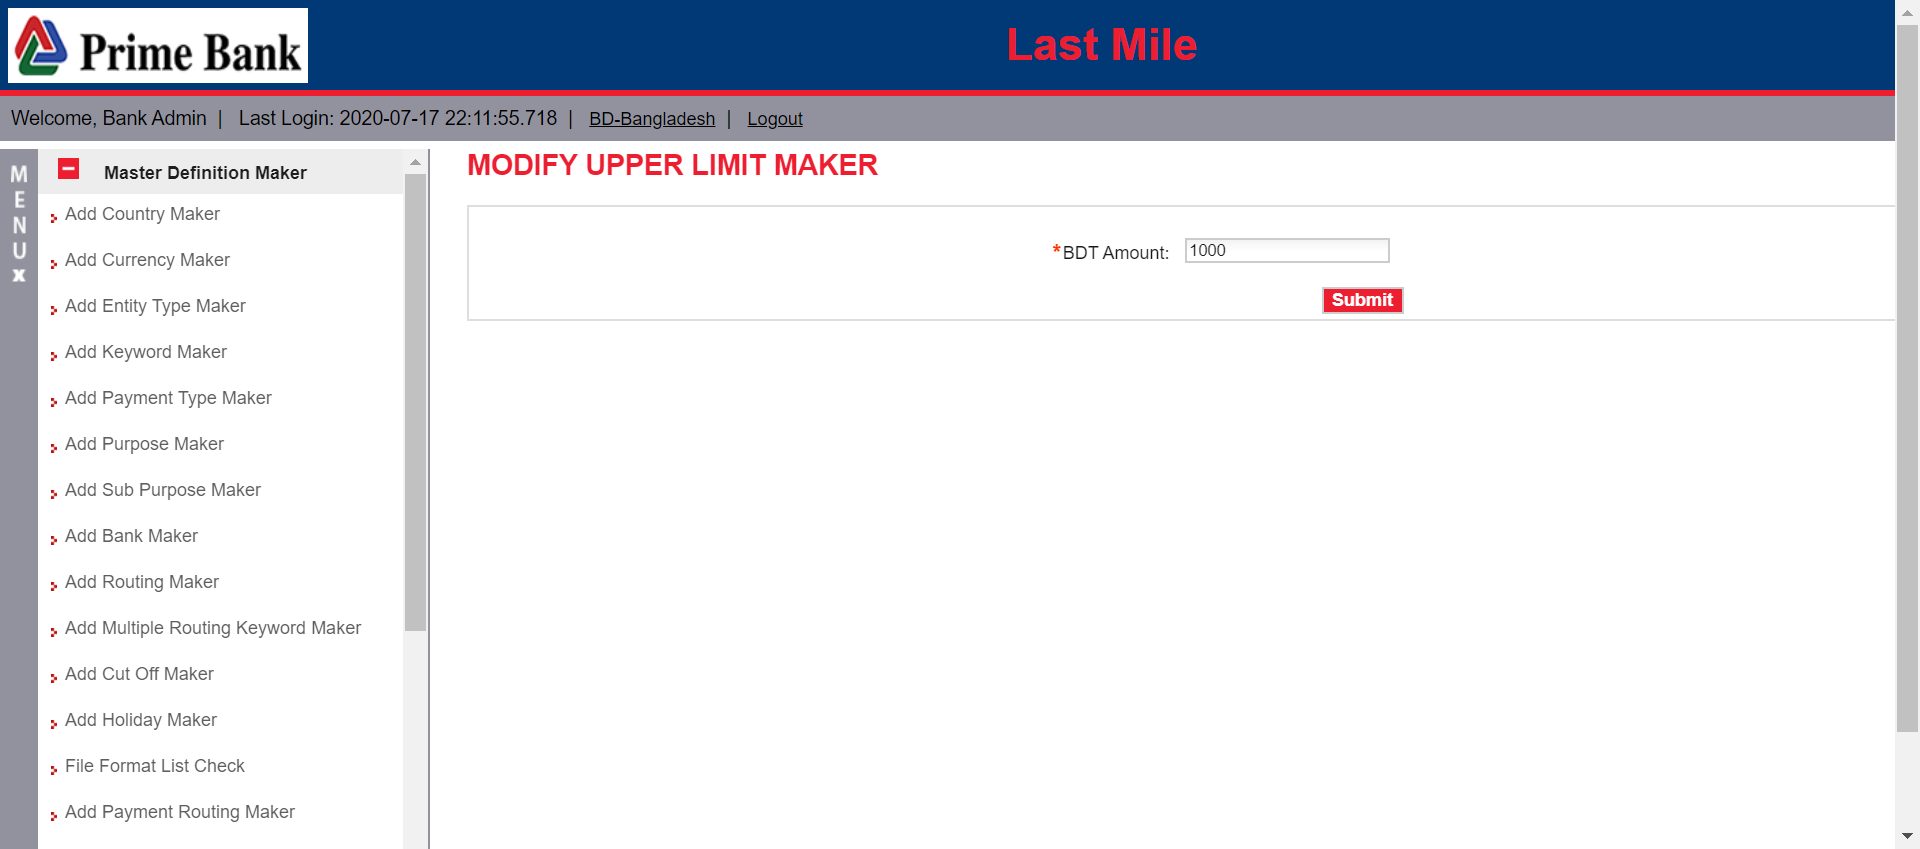 Prime Bank
Last Mile
Welcome, Bank Admin | Last Login: 2020-07-17 22:11:55.718 | BD-Bangladesh | Logout
MENU x
Master Definition Maker
Add Country Maker
Add Currency Maker
Add Entity Type Maker
Add Keyword Maker
Add Payment Type Maker
Add Purpose Maker
Add Sub Purpose Maker
Add Bank Maker
Add Routing Maker
Add Multiple Routing Keyword Maker
Add Cut Off Maker
Add Holiday Maker
File Format List Check
Add Payment Routing Maker
MODIFY UPPER LIMIT MAKER
*BDT Amount: 1000
Submit